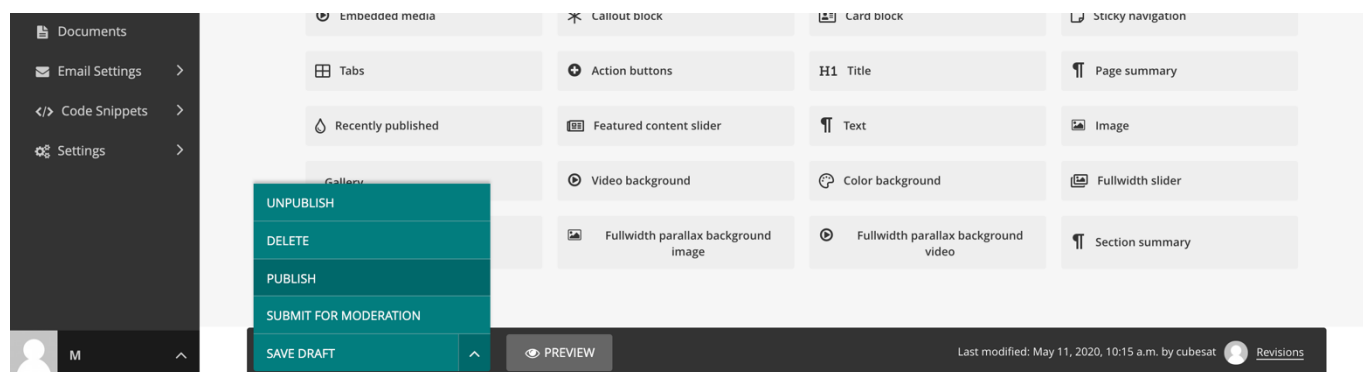 Embedded media
Callout block
Card block
Sticky navigation
Documents
Email Settings
Tabs
Action buttons
H1 Title
Page summary
</> Code Snippets
Recently published
Featured content slider
Text
Image
Settings
Gallery
Video background
Color background
Fullwidth slider
UNPUBLISH
DELETE
Fullwidth parallax background
image
Fullwidth parallax background
video
Section summary
PUBLISH
SUBMIT FOR MODERATION
M
SAVE DRAFT
PREVIEW
Last modified: May 11, 2020, 10:15 a.m. by cubesat
Revisions